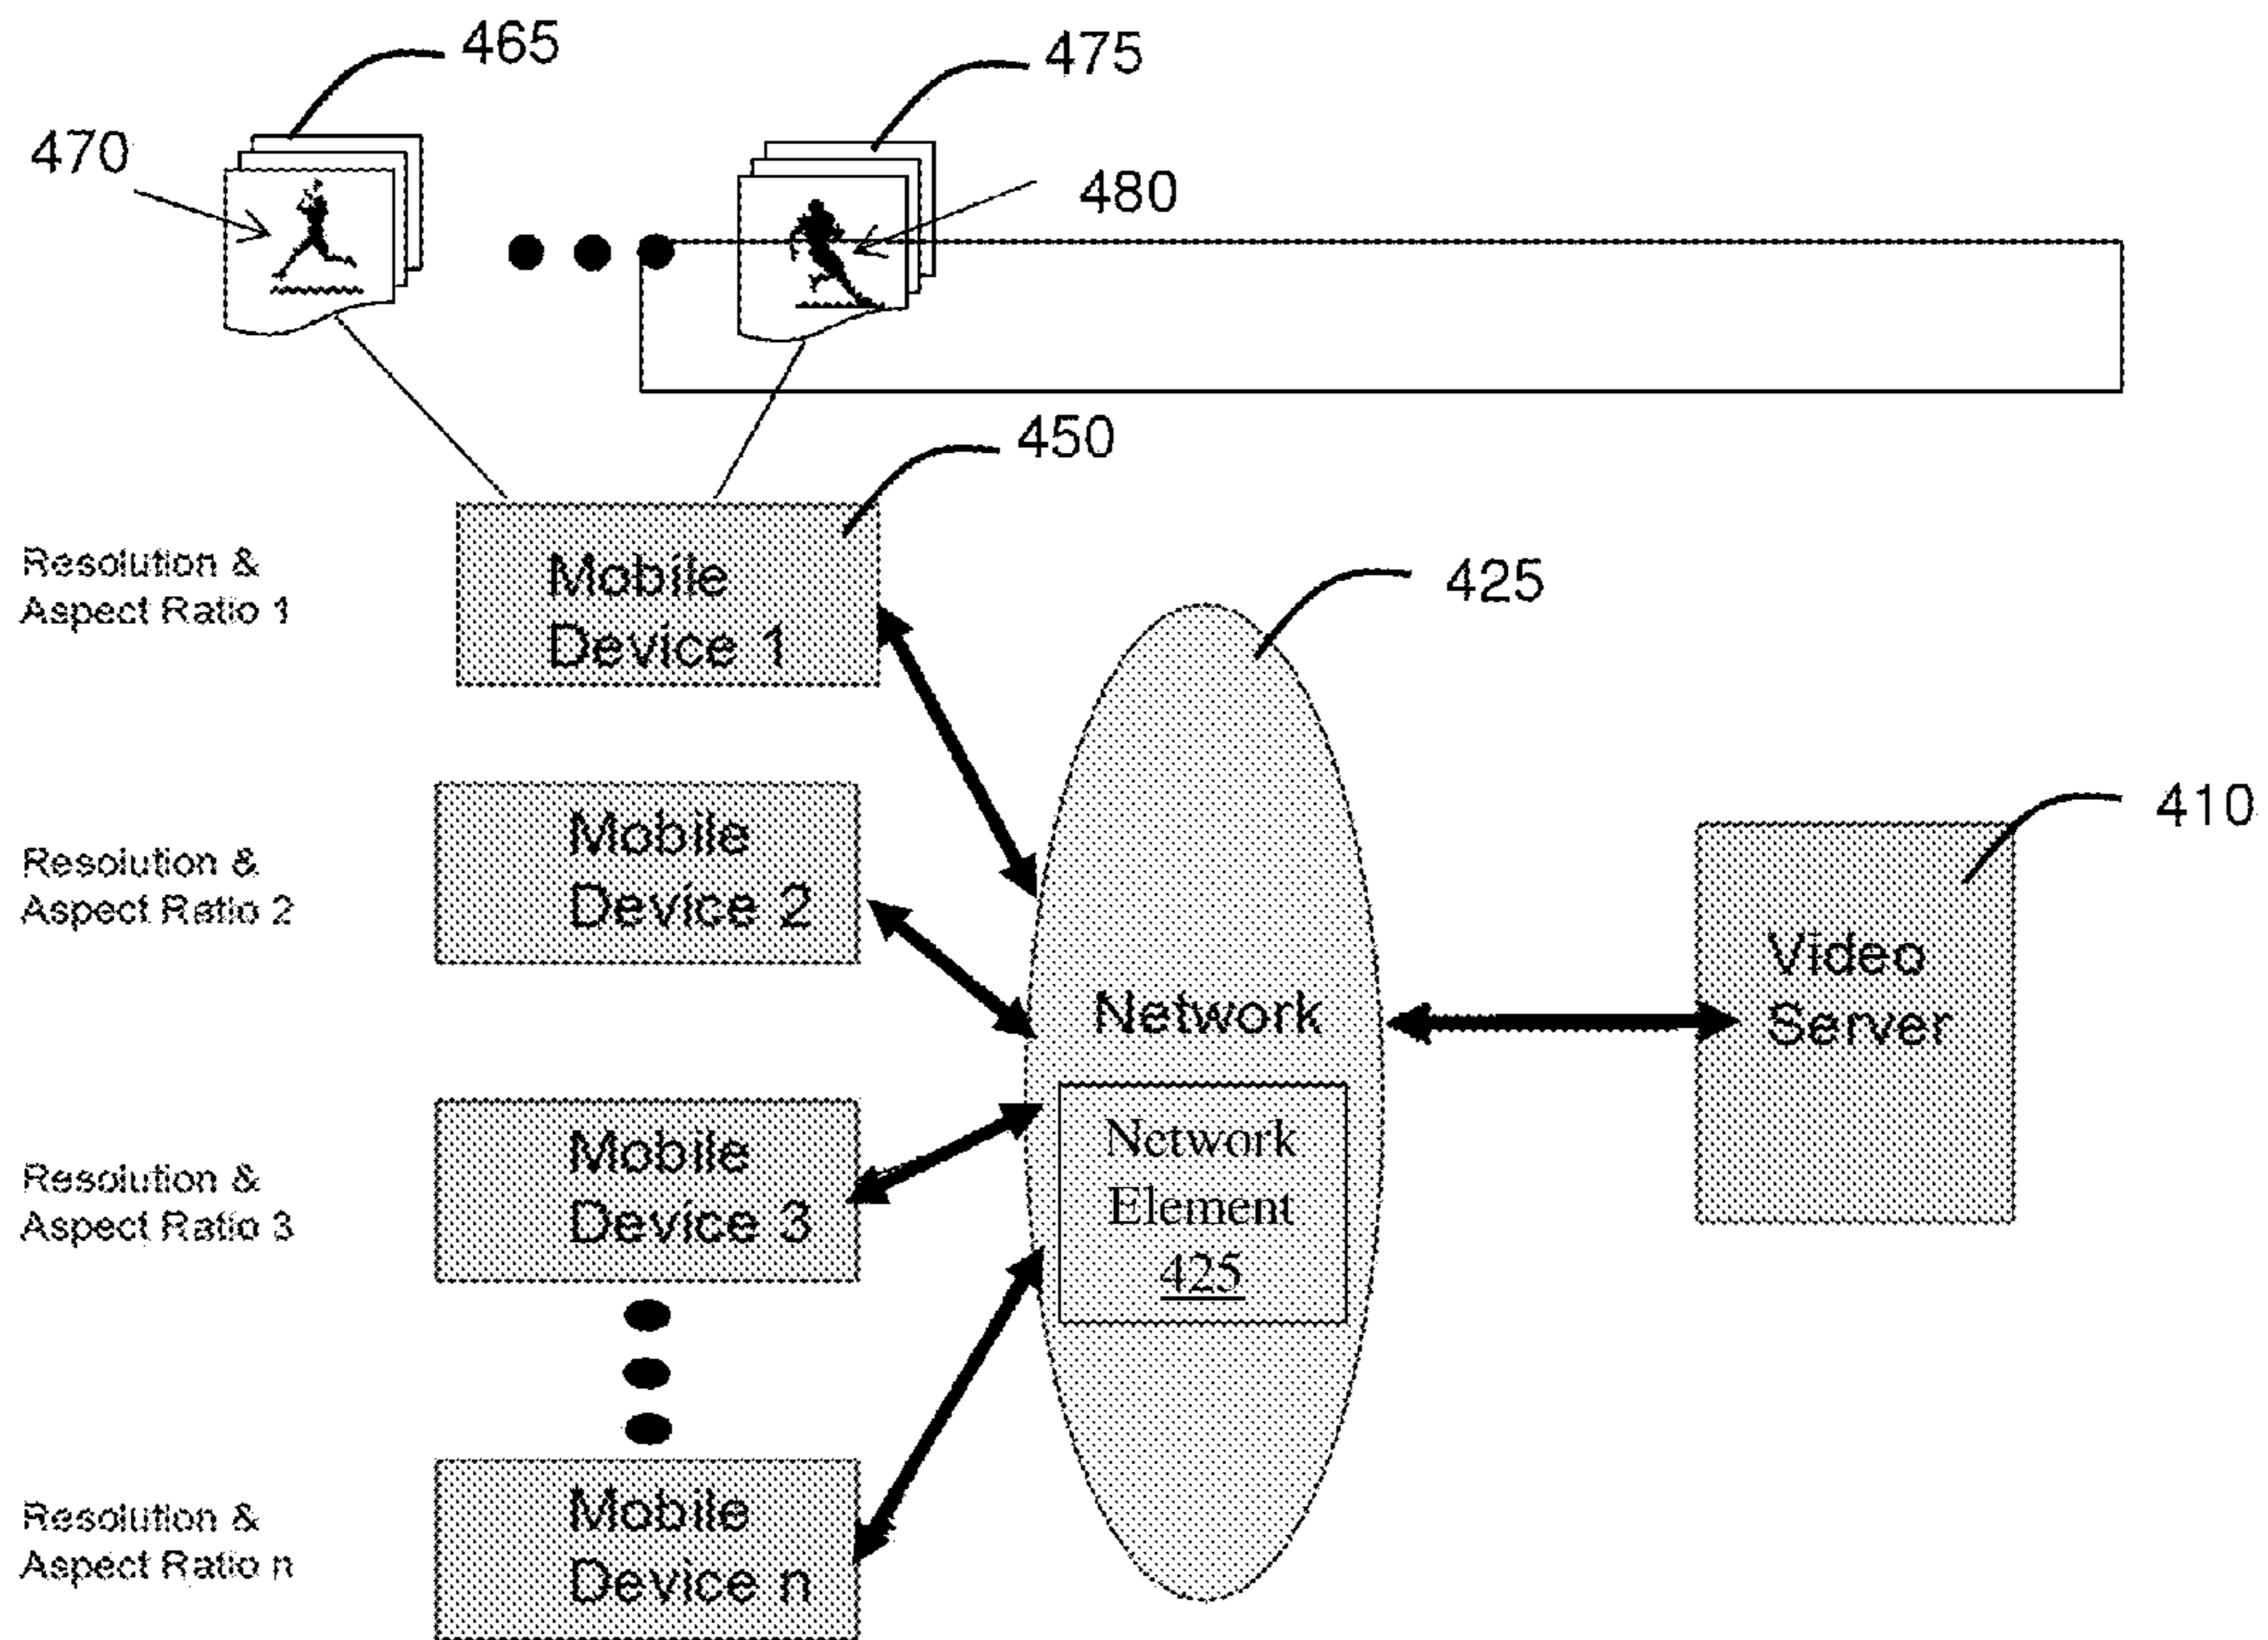 465
475
470
480
450
Resolution &
Aspect Ratio 1
Mobile
Device 1
425
Resolution &
Aspect Ratio 2
Mobile
Device 2
410
Video
Server
Network
Resolution &
Aspect Ratio 3
Mobile
Device 3
Network
Element
425
Resolution &
Aspect Ratio n
Mobile
Device n